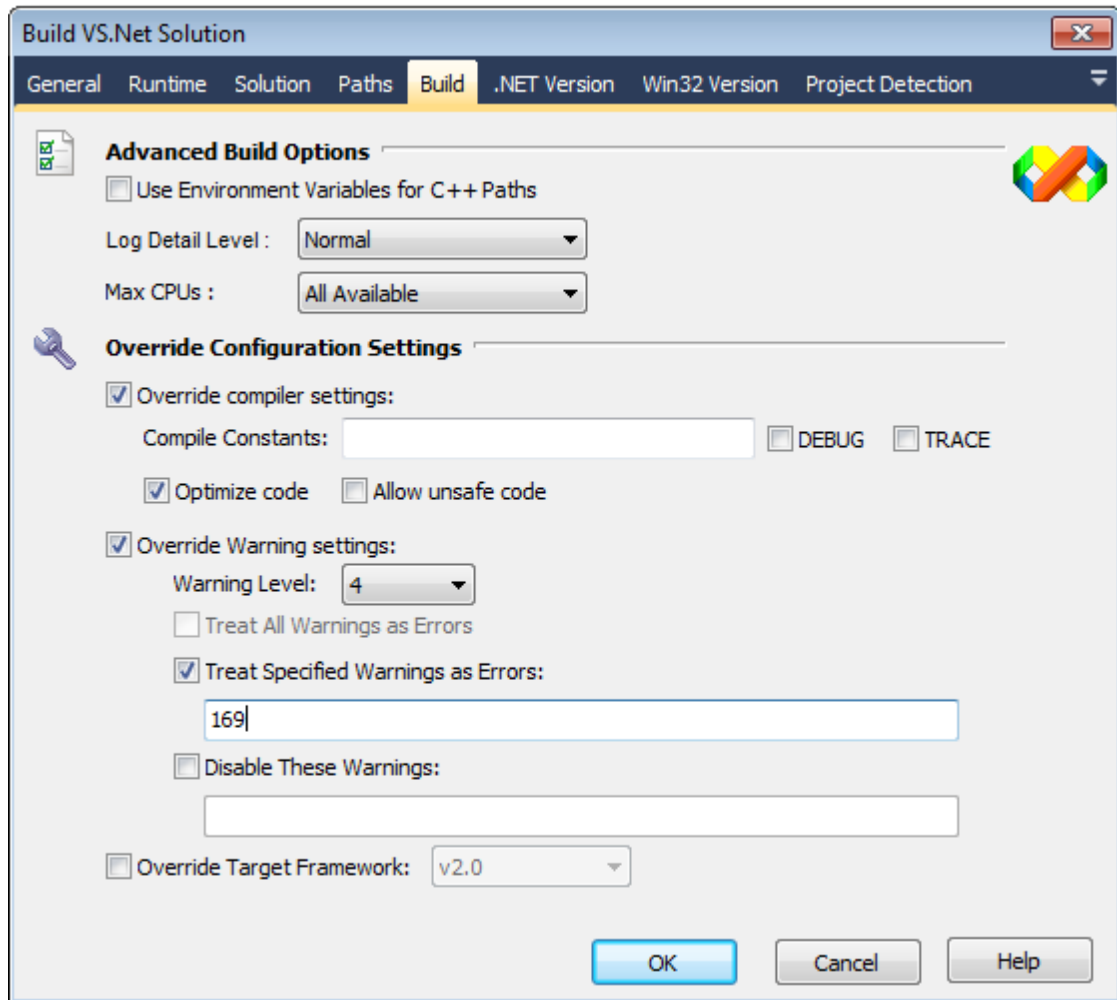 Build VS.Net Solution
General Runtime Solution Paths Build .NET Version Win32 Version Project Detection
Advanced Build Options
Use Environment Variables for C++ Paths
Log Detail Level : Normal
Max CPUs : All Available
Override Configuration Settings
Override compiler settings:
Compile Constants: DEBUG TRACE
Optimize code Allow unsafe code
Override Warning settings:
Warning Level: 4
Treat All Warnings as Errors
Treat Specified Warnings as Errors:
169
Disable These Warnings:
Override Target Framework: v2.0
OK Cancel Help